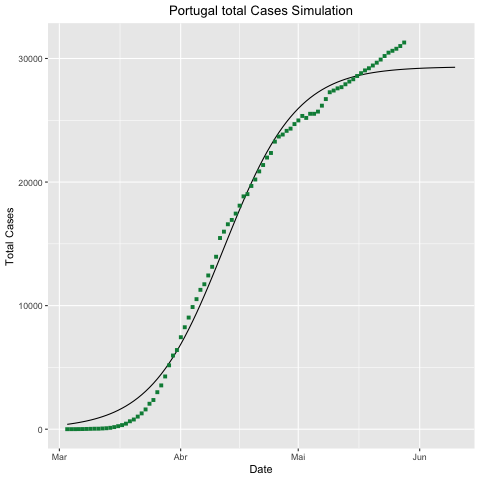 Portugal total Cases Simulation
30000
20000
10000
0
Total Cases
Mar Abr Mai Jun
Date